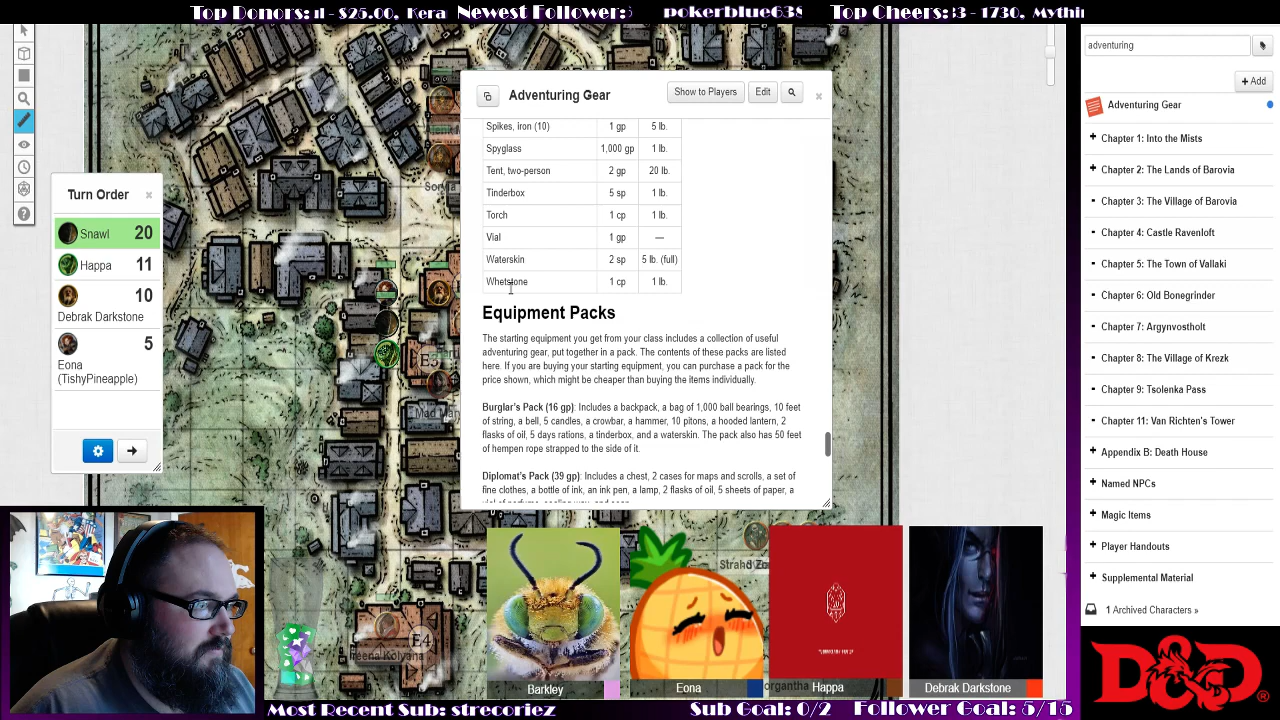 Top Donors:
- $25.00, Kera
Newest Follower:
pokerblue638
Top Cheers:
3 - 1730, Mythi
Turn Order ×
Snawl 20
Happa 11
10
Debrak Darkstone
5
Eona
(TishyPineapple)
Adventuring Gear
Show to Players
Edit
×
Spikes, iron (10) 1 gp 5 lb.
Spyglass 1,000 gp 1 lb.
Tent, two-person 2 gp 20 lb.
Tinderbox 5 sp 1 lb.
Torch 1 cp 1 lb.
Vial 1 gp —
Waterskin 2 sp 5 lb. (full)
Whetstone 1 cp 1 lb.
Equipment Packs
The starting equipment you get from your class includes a collection of useful
adventuring gear, put together in a pack. The contents of these packs are listed
here. If you are buying your starting equipment, you can purchase a pack for the
price shown, which might be cheaper than buying the items individually.
Burglar's Pack (16 gp): Includes a backpack, a bag of 1,000 ball bearings, 10 feet
of string, a bell, 5 candles, a crowbar, a hammer, 10 pitons, a hooded lantern, 2
flasks of oil, 5 days rations, a tinderbox, and a waterskin. The pack also has 50 feet
of hempen rope strapped to the side of it.
Diplomat's Pack (39 gp): Includes a chest, 2 cases for maps and scrolls, a set of
fine clothes, a bottle of ink, an ink pen, a lamp, 2 flasks of oil, 5 sheets of paper, a
adventuring
+ Add
Adventuring Gear
+ Chapter 1: Into the Mists
+ Chapter 2: The Lands of Barovia
- Chapter 3: The Village of Barovia
- Chapter 4: Castle Ravenloft
- Chapter 5: The Town of Vallaki
- Chapter 6: Old Bonegrinder
- Chapter 7: Argynvostholt
- Chapter 8: The Village of Krezk
- Chapter 9: Tsolenka Pass
- Chapter 11: Van Richten's Tower
+ Appendix B: Death House
+ Named NPCs
+ Magic Items
+ Player Handouts
+ Supplemental Material
1 Archived Characters »
E3
Mad Mar
E4
reena Kolyana
Strahd
organtha
Barkley
Eona
Happa
Debrak Darkstone
D&D
®
Most Recent Sub: strecoriez
Sub Goal: 0/2
Follower Goal: 5/15